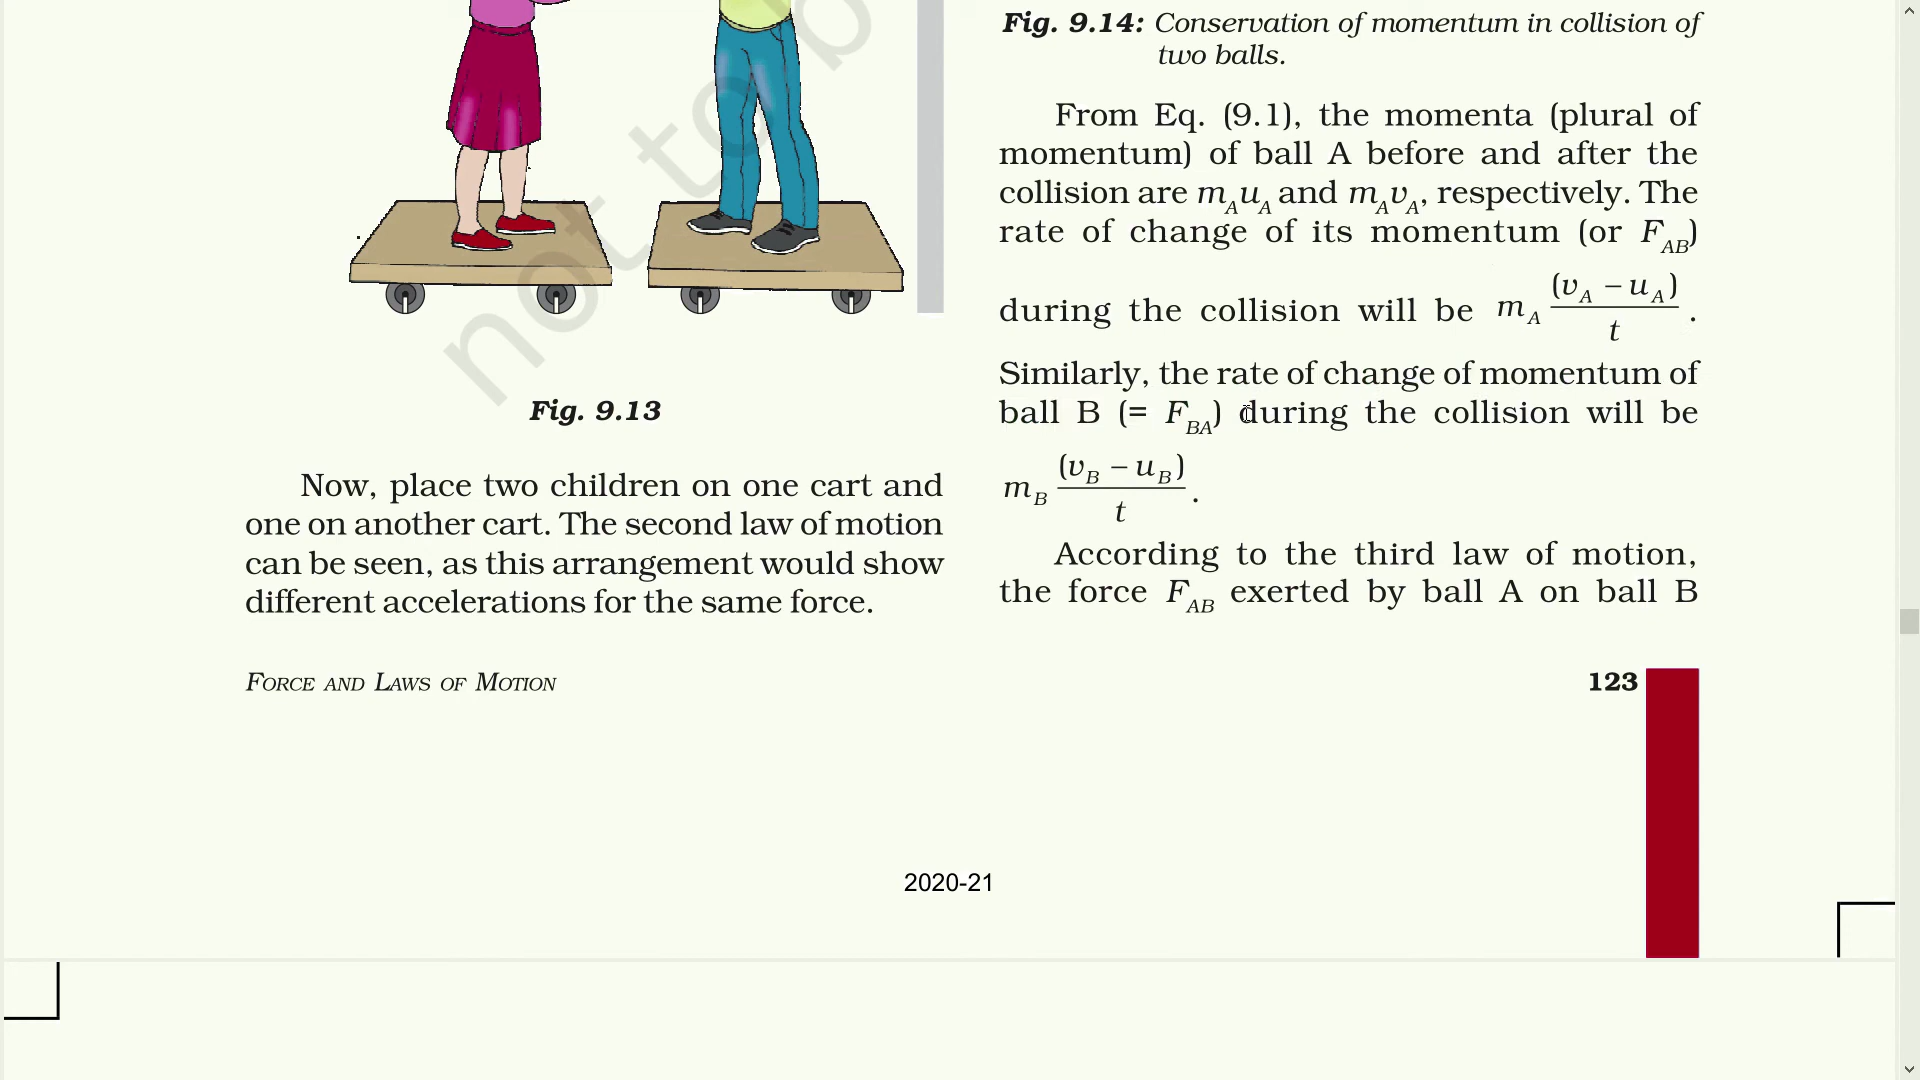 not to b
Fig. 9.13
Now, place two children on one cart and
one on another cart. The second law of motion
can be seen, as this arrangement would show
different accelerations for the same force.
Fig. 9.14: Conservation of momentum in collision of
two balls.
From Eq. (9.1), the momenta (plural of
momentum) of ball A before and after the
collision are m_A u_A and m_A v_A, respectively. The
rate of change of its momentum (or F_AB)
during the collision will be m_A (v_A – u_A)/t .
Similarly, the rate of change of momentum of
ball B (= F_BA) during the collision will be
m_B (v_B – u_B)/t .
According to the third law of motion,
the force F_AB exerted by ball A on ball B
FORCE AND LAWS OF MOTION
123
2020-21